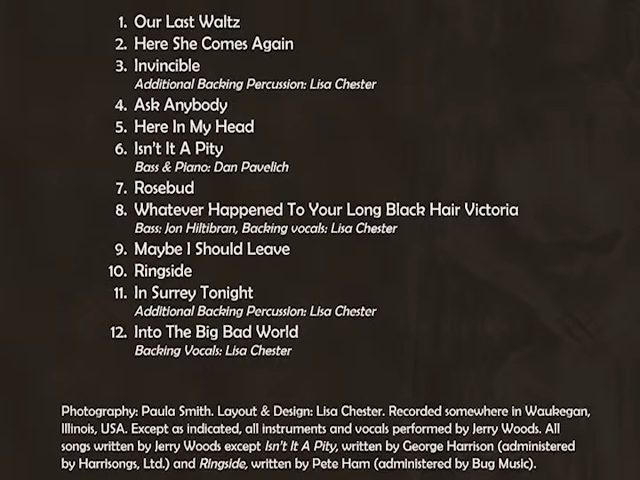 1. Our Last Waltz
2. Here She Comes Again
3. Invincible
Additional Backing Percussion: Lisa Chester
4. Ask Anybody
5. Here In My Head
6. Isn't It A Pity
Bass & Piano: Dan Pavelich
7. Rosebud
8. Whatever Happened To Your Long Black Hair Victoria
Bass: Jon Hiltibran, Backing vocals: Lisa Chester
9. Maybe I Should Leave
10. Ringside
11. In Surrey Tonight
Additional Backing Percussion: Lisa Chester
12. Into The Big Bad World
Backing Vocals: Lisa Chester
Photography: Paula Smith. Layout & Design: Lisa Chester. Recorded somewhere in Waukegan,
Illinois, USA. Except as indicated, all instruments and vocals performed by Jerry Woods. All
songs written by Jerry Woods except Isn't It A Pity, written by George Harrison (administered
by Harrisongs, Ltd.) and Ringside, written by Pete Ham (administered by Bug Music).